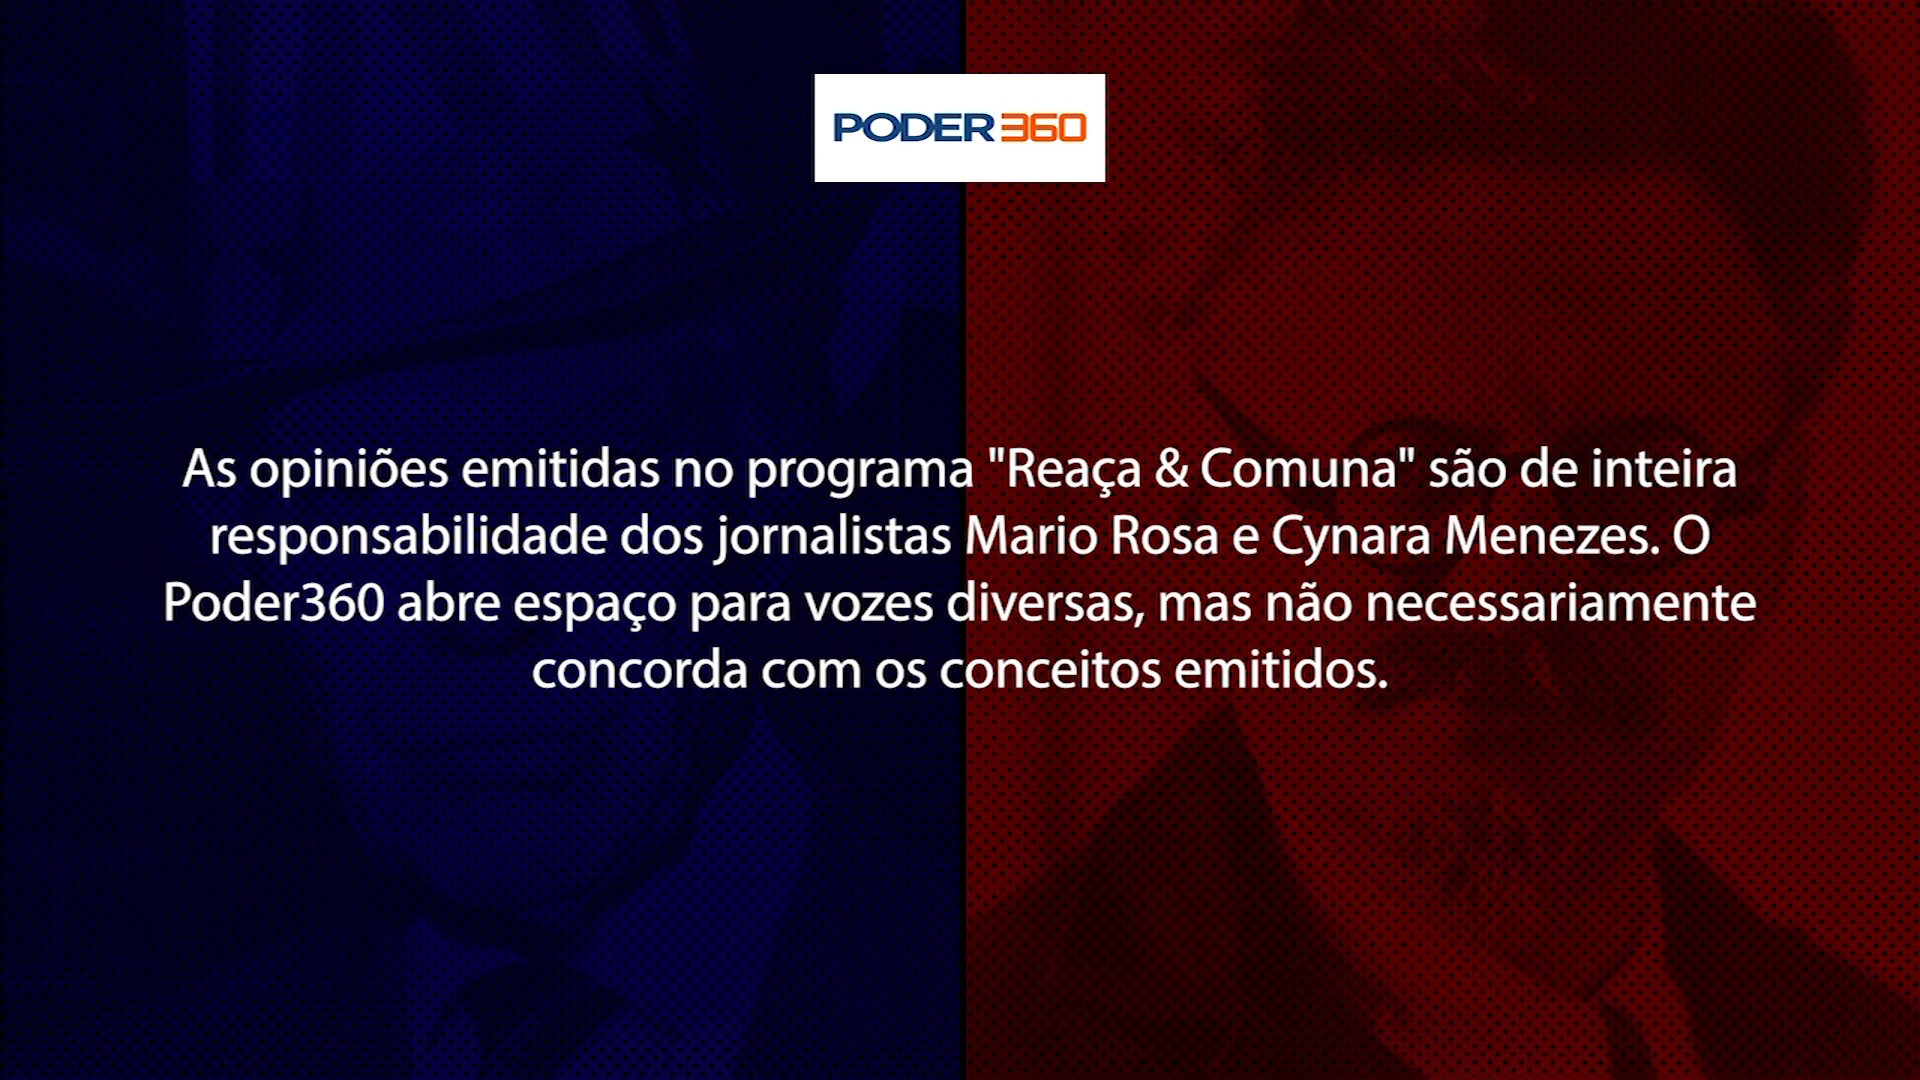 PODER360
As opiniões emitidas no programa "Reaça & Comuna" são de inteira
responsabilidade dos jornalistas Mario Rosa e Cynara Menezes. O
Poder360 abre espaço para vozes diversas, mas não necessariamente
concorda com os conceitos emitidos.